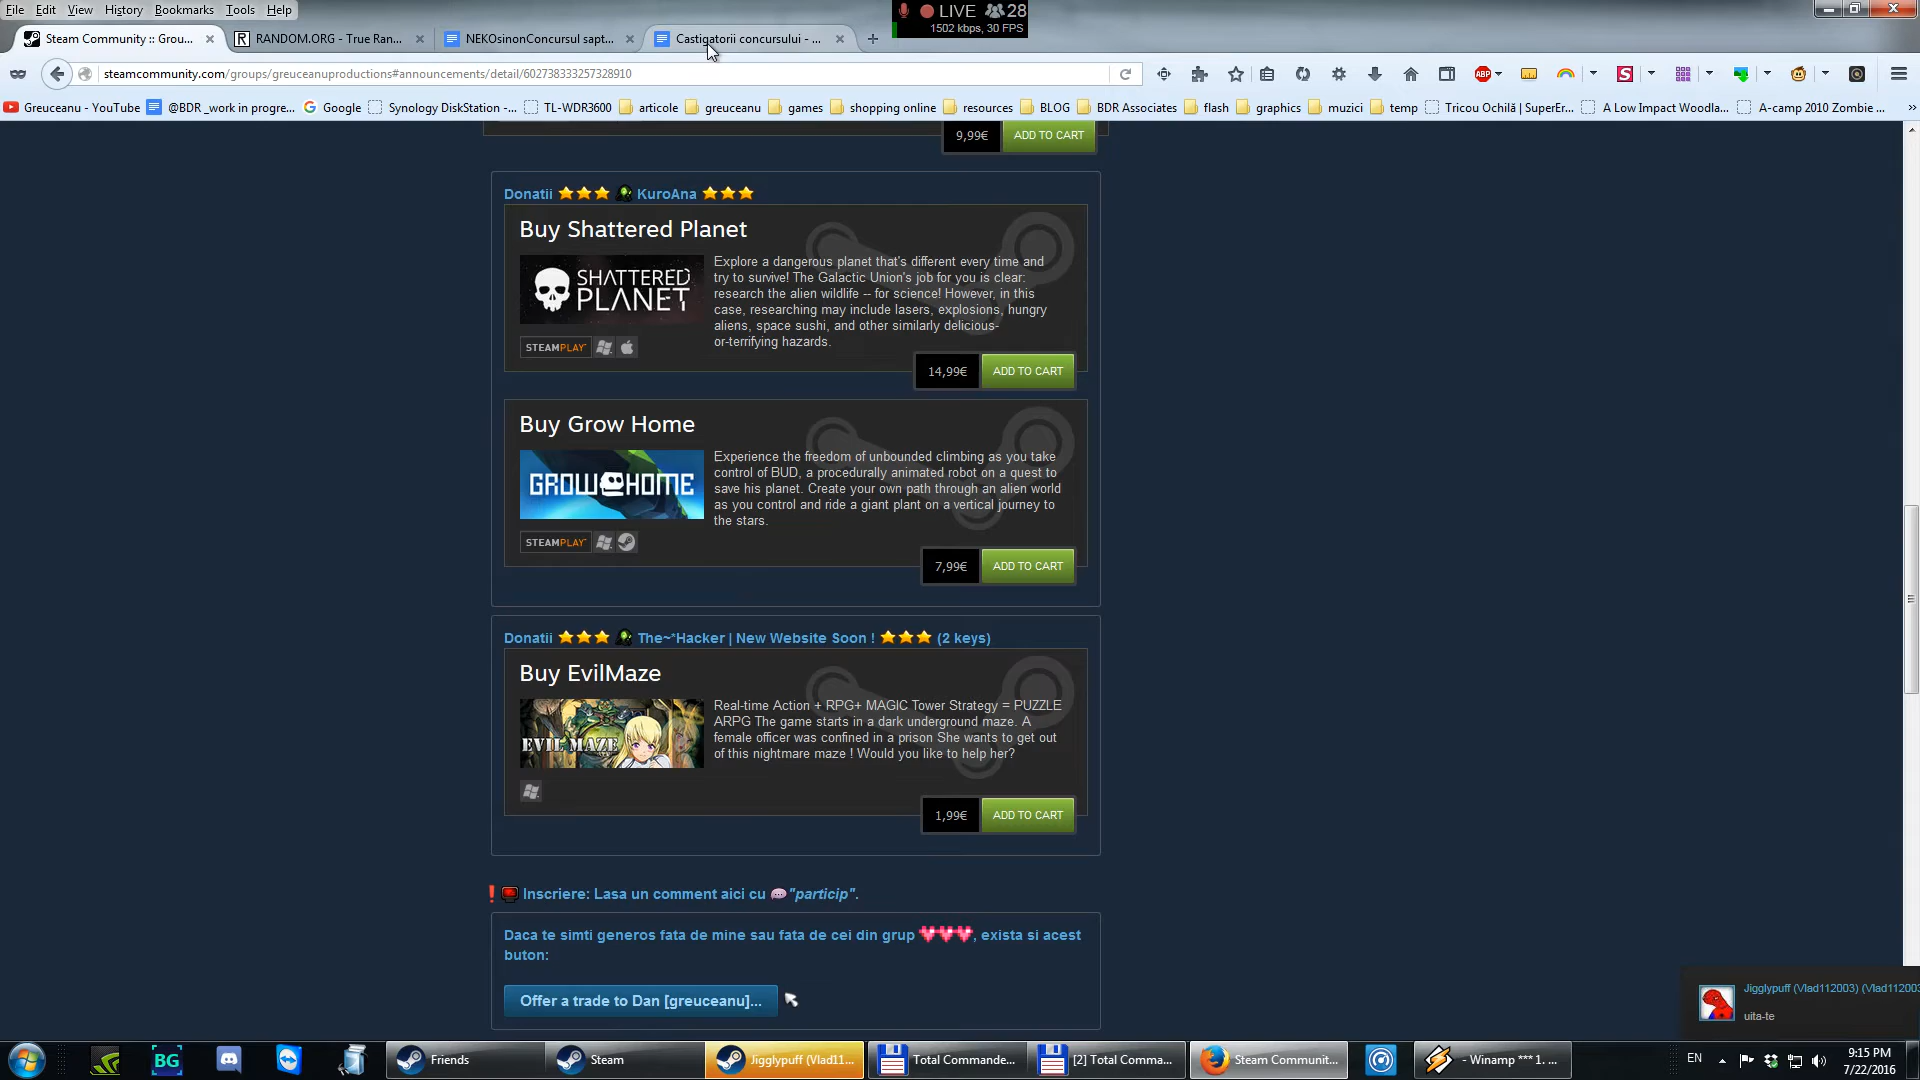 File Edit View History Bookmarks Tools Help
LIVE 28
1502 kbps, 30 FPS
Steam Community :: Grou...
RANDOM.ORG - True Ran...
NEKOsinonConcursul sapt...
Castigatorii concursului - ...
steamcommunity.com/groups/greuceanuproductions#announcements/detail/602738333257328910
Greuceanu - YouTube @BDR _work in progre... Google Synology DiskStation -... TL-WDR3600 articole greuceanu games shopping online resources BLOG BDR Associates flash graphics muzici temp Tricou Ochilă | SuperEr... A Low Impact Woodla... A-camp 2010 Zombie ...
9,99€ ADD TO CART
Donatii KuroAna
Buy Shattered Planet
SHATTERED
PLANET
Explore a dangerous planet that's different every time and
try to survive! The Galactic Union's job for you is clear:
research the alien wildlife -- for science! However, in this
case, researching may include lasers, explosions, hungry
aliens, space sushi, and other similarly delicious-
or-terrifying hazards.
STEAMPLAY
14,99€ ADD TO CART
Buy Grow Home
GROW HOME
Experience the freedom of unbounded climbing as you take
control of BUD, a procedurally animated robot on a quest to
save his planet. Create your own path through an alien world
as you control and ride a giant plant on a vertical journey to
the stars.
STEAMPLAY
7,99€ ADD TO CART
Donatii The~*Hacker | New Website Soon ! (2 keys)
Buy EvilMaze
EVIL MAZE
Real-time Action + RPG+ MAGIC Tower Strategy = PUZZLE
ARPG The game starts in a dark underground maze. A
female officer was confined in a prison She wants to get out
of this nightmare maze ! Would you like to help her?
1,99€ ADD TO CART
Inscriere: Lasa un comment aici cu "particip".
Daca te simti generos fata de mine sau fata de cei din grup , exista si acest
buton:
Offer a trade to Dan [greuceanu]...
Jigglypuff (Vlad112003) (Vlad112003
uita-te
BG
Friends
Steam
Jigglypuff (Vlad11...
Total Commande...
[2] Total Comma...
Steam Communit...
- Winamp *** 1. ...
EN
9:15 PM
7/22/2016